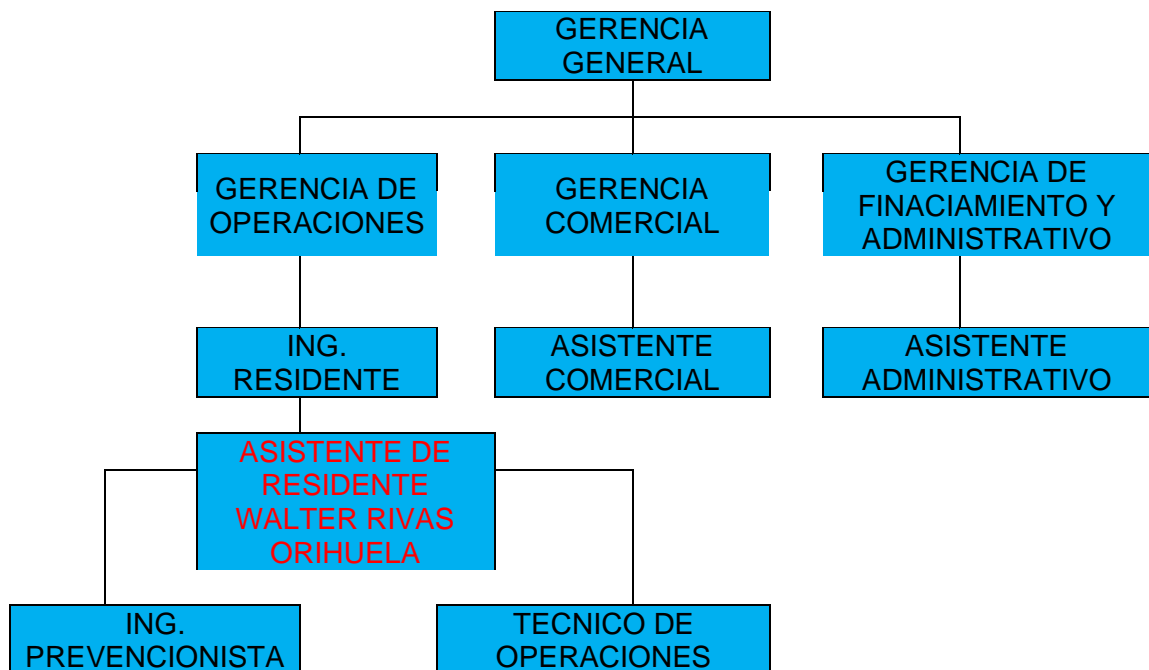 GERENCIA
GENERAL
GERENCIA DE
OPERACIONES
GERENCIA
COMERCIAL
GERENCIA DE
FINACIAMIENTO Y
ADMINISTRATIVO
ING.
RESIDENTE
ASISTENTE
COMERCIAL
ASISTENTE
ADMINISTRATIVO
ASISTENTE DE
RESIDENTE
WALTER RIVAS
ORIHUELA
ING.
PREVENCIONISTA
TECNICO DE
OPERACIONES